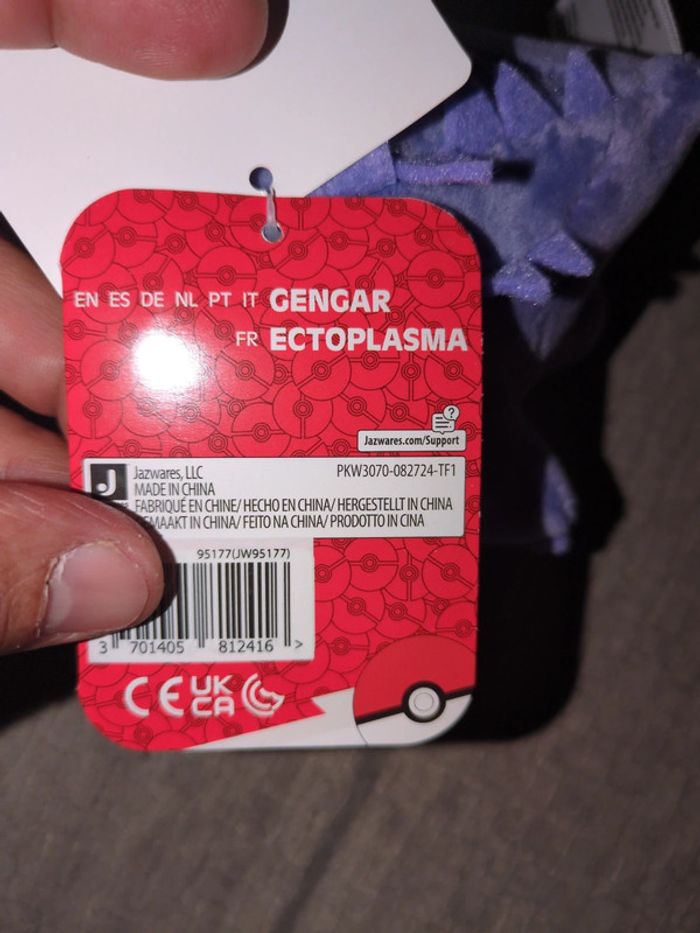 EN ES DE NL PT IT GENGAR
FR ECTOPLASMA
?
Jazwares.com/Support
Jazwares, LLC
PKW3070-082724-TF1
MADE IN CHINA
FABRIQUÉ EN CHINE/ HECHO EN CHINA/ HERGESTELLT IN CHINA
EMAAKT IN CHINA/ FEITO NA CHINA/ PRODOTTO IN CINA
95177(JW95177)
3 701405 812416 >
CE UK CA